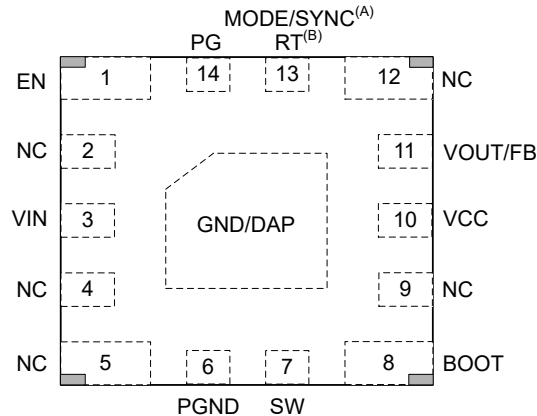 MODE/SYNC(A)
PG RT(B)
EN 1 14 13 12 NC
NC 2 11 VOUT/FB
VIN 3 GND/DAP 10 VCC
NC 4 9 NC
NC 5 6 7 8 BOOT
PGND SW